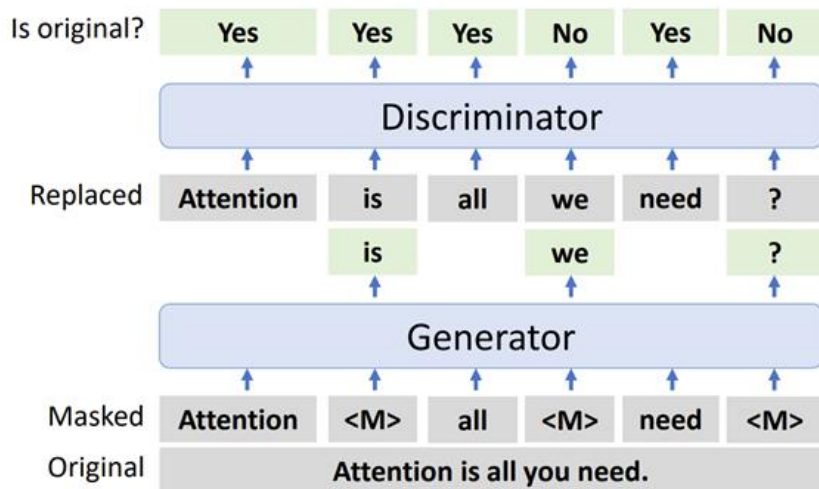 Is original? Yes Yes Yes No Yes No
Discriminator
Replaced Attention is all we need ?
is we ?
Generator
Masked Attention <M> all <M> need <M>
Original Attention is all you need.